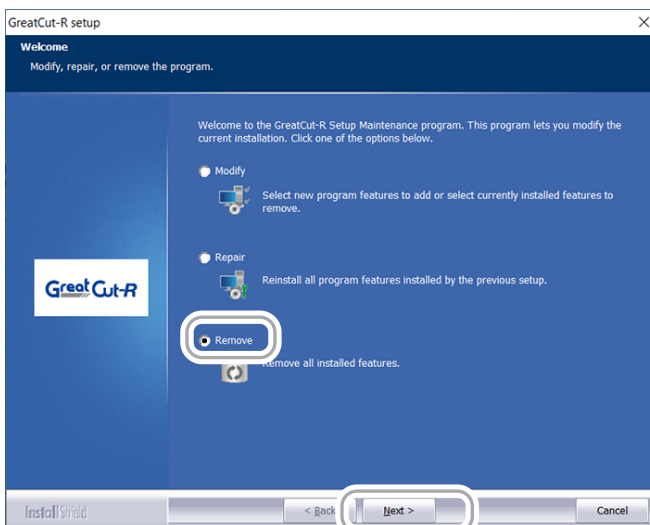 GreatCut-R setup
Welcome
Modify, repair, or remove the program.
Welcome to the GreatCut-R Setup Maintenance program. This program lets you modify the
current installation. Click one of the options below.
Modify
Select new program features to add or select currently installed features to
remove.
Repair
Reinstall all program features installed by the previous setup.
GreatCut-R
Remove
Remove all installed features.
InstallShield
< Back
Next >
Cancel